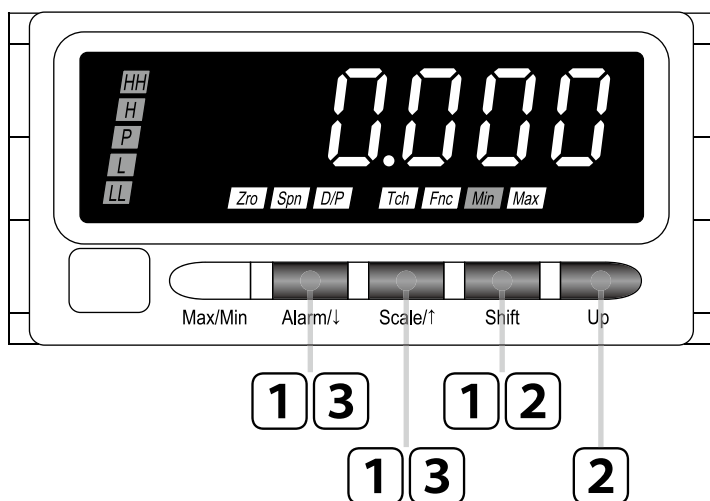 HH
0.000
H
P
L
LL
Zro Spn D/P Tch Fnc Min Max
Max/Min Alarm/↓ Scale/↑ Shift Up
1 3 1 2
1 3 2